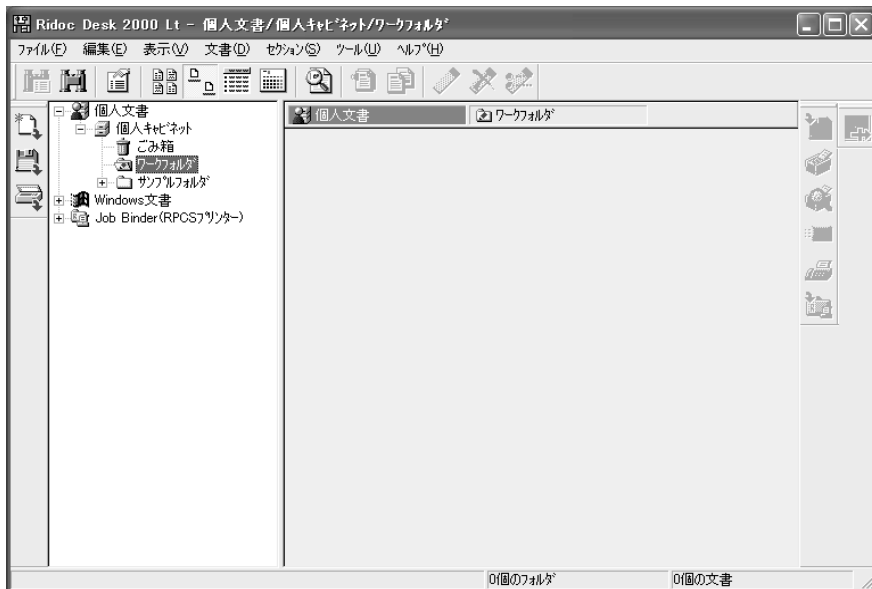 Ridoc Desk 2000 Lt - 個人文書/個人ｷｬﾋﾞﾈｯﾄ/ﾜｰｸﾌｫﾙﾀﾞ
ﾌｧｲﾙ(F) 編集(E) 表示(V) 文書(D) ｾｸｼｮﾝ(S) ﾂｰﾙ(U) ﾍﾙﾌﾟ(H)
個人文書
個人ｷｬﾋﾞﾈｯﾄ
ごみ箱
ﾜｰｸﾌｫﾙﾀﾞ
ｻﾝﾌﾟﾙﾌｫﾙﾀﾞ
Windows文書
Job Binder(RPCSﾌﾟﾘﾝﾀｰ)
個人文書 ﾜｰｸﾌｫﾙﾀﾞ
0個のﾌｫﾙﾀﾞ 0個の文書